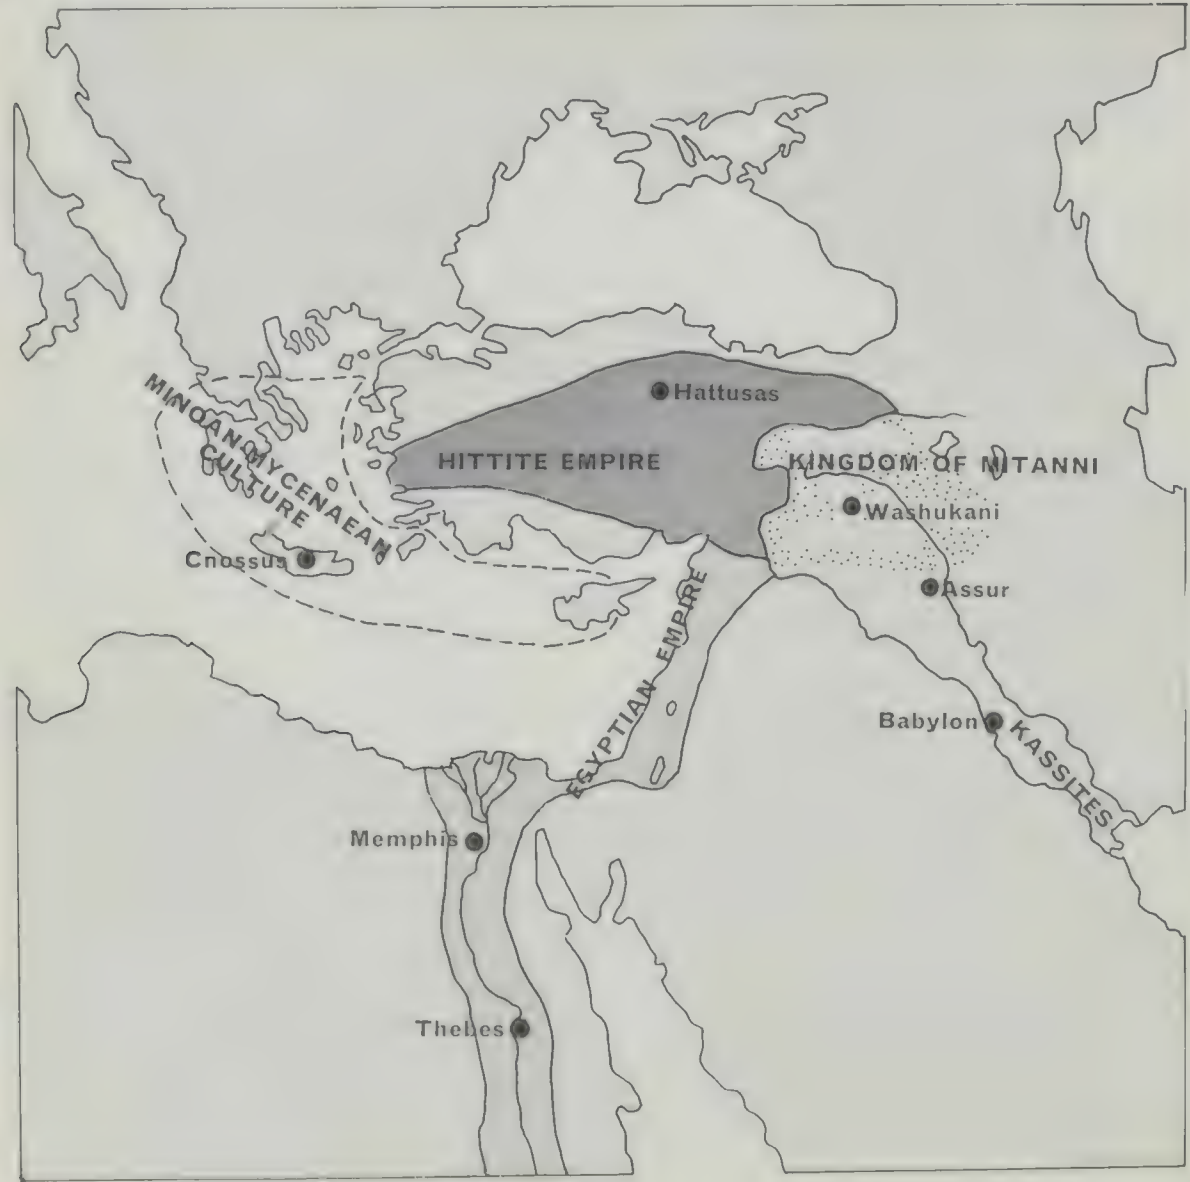 Hattusas
MINOAN-MYCENAEAN
CULTURE
HITTITE EMPIRE
KINGDOM OF MITANNI
Washukani
Cnossus
Assur
EGYPTIAN EMPIRE
Babylon
KASSITES
Memphis
Thebes